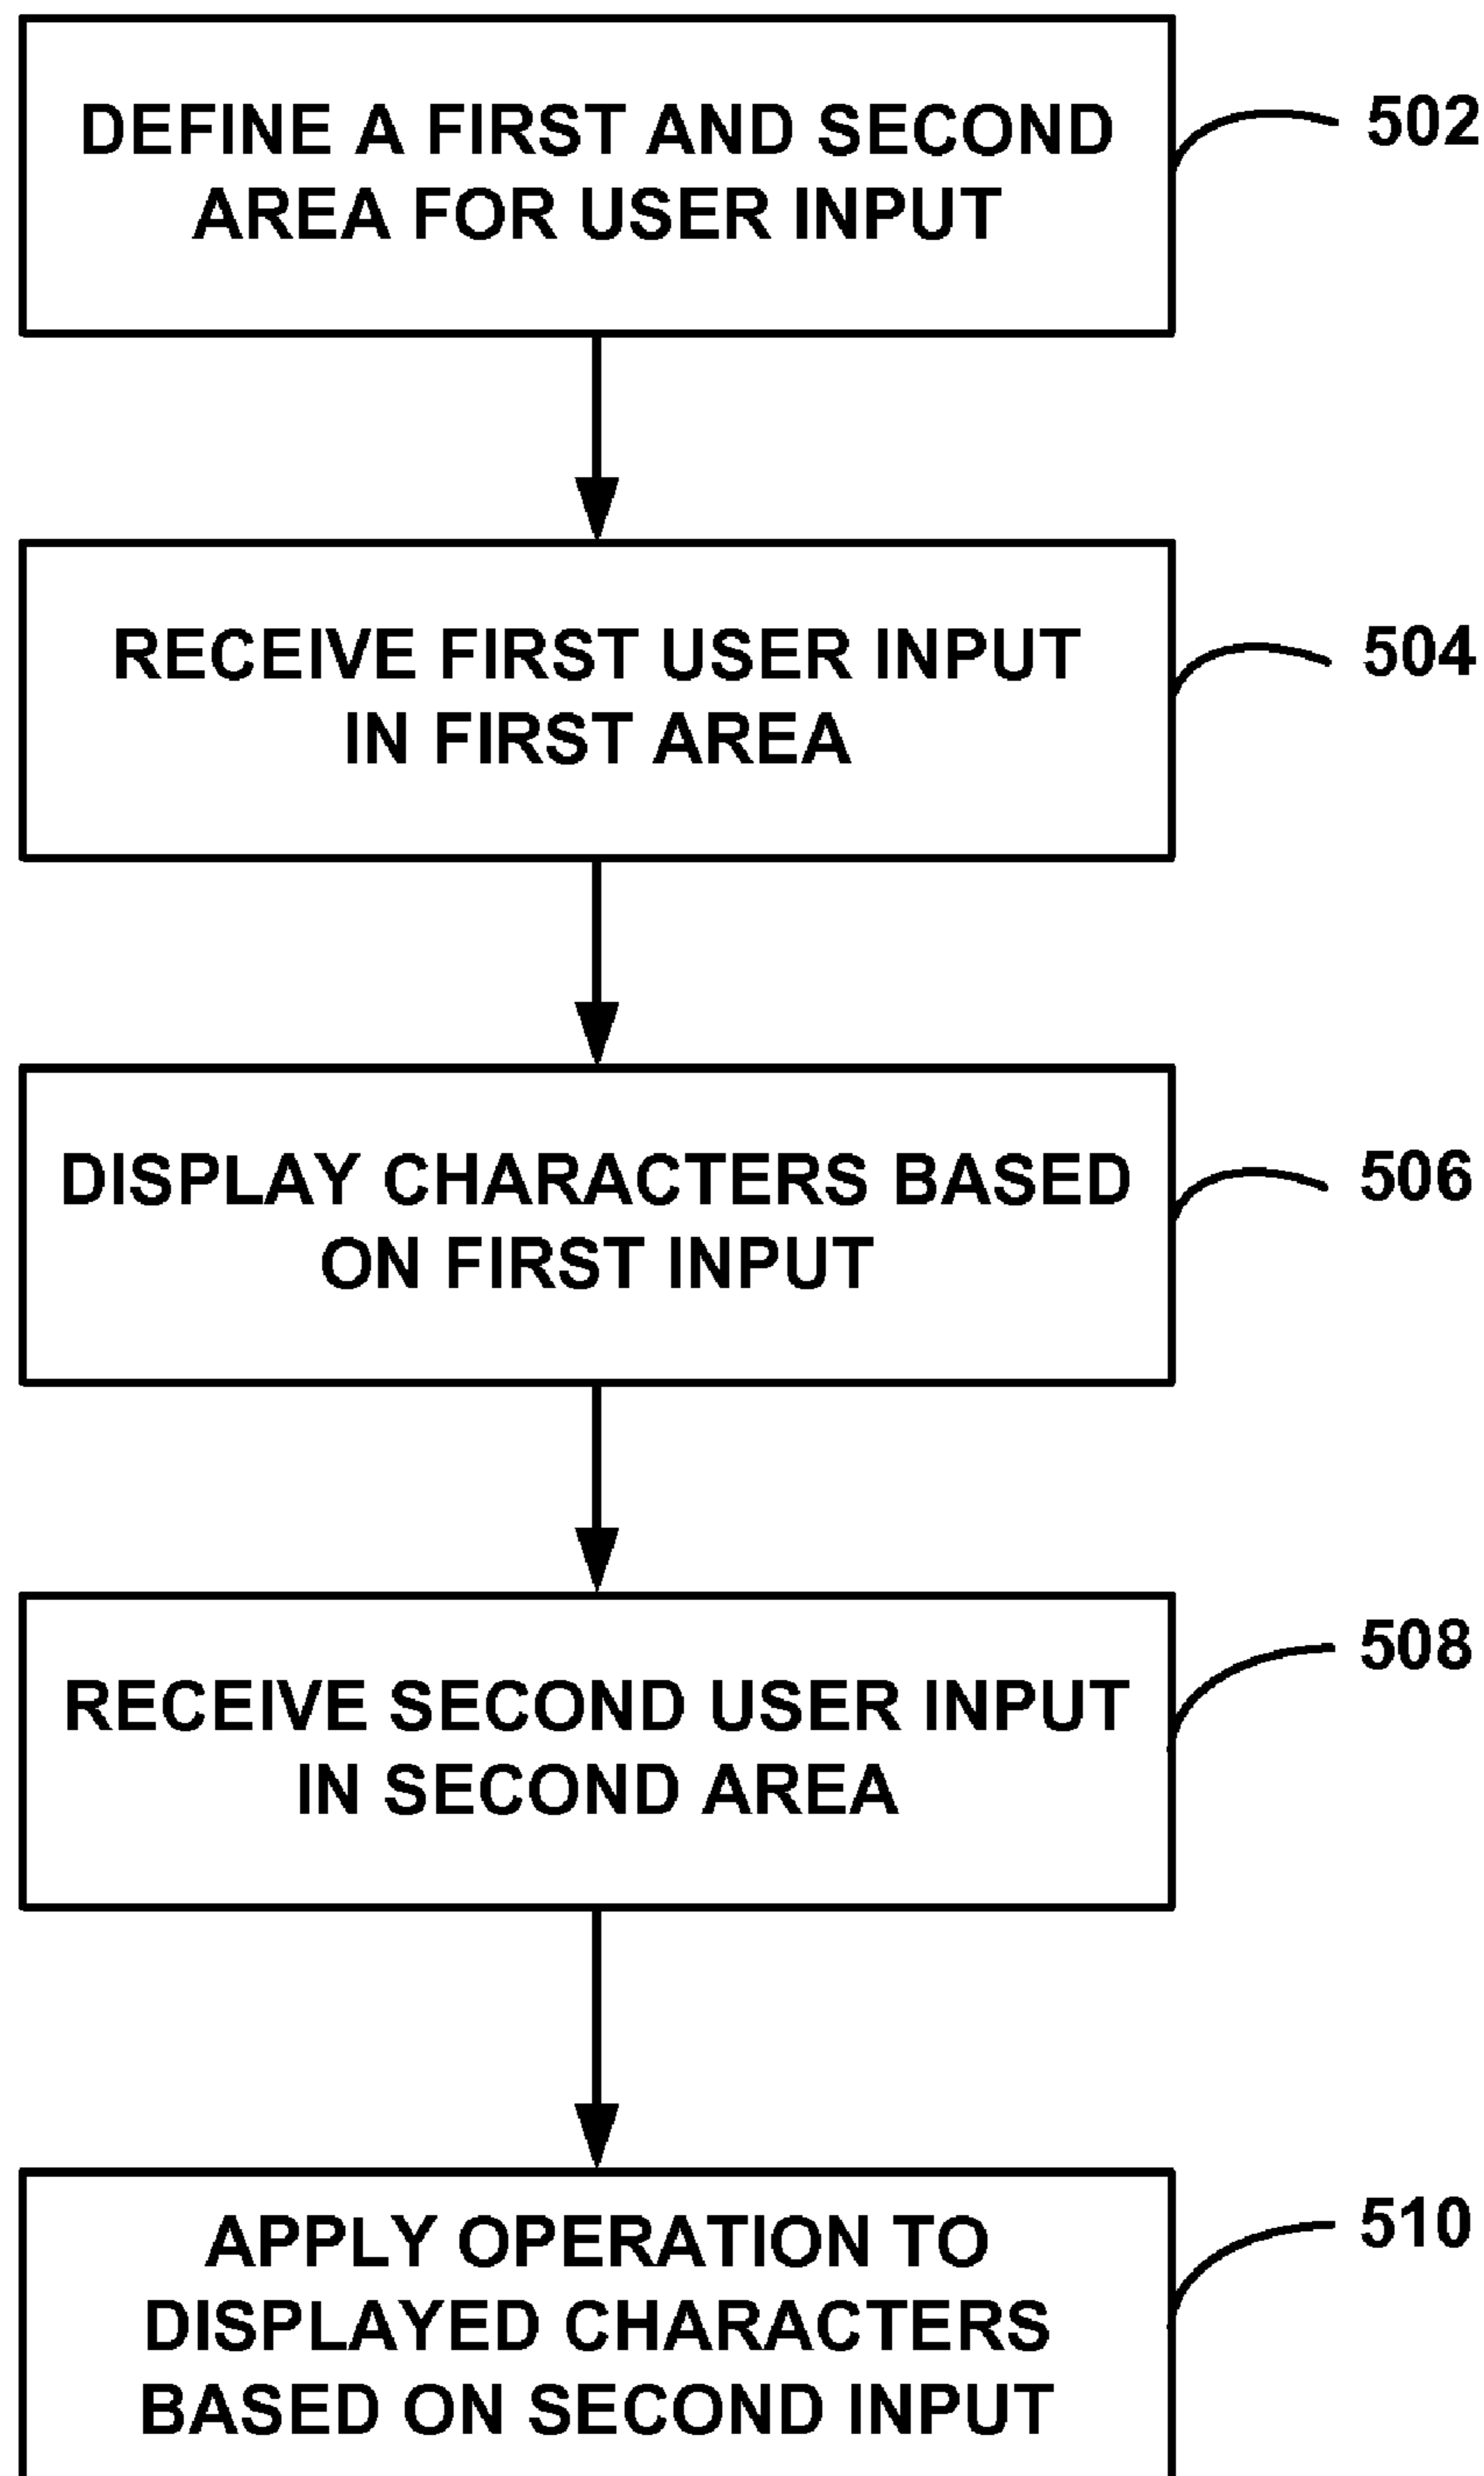 DEFINE A FIRST AND SECOND
AREA FOR USER INPUT
502
RECEIVE FIRST USER INPUT
IN FIRST AREA
504
DISPLAY CHARACTERS BASED
ON FIRST INPUT
506
RECEIVE SECOND USER INPUT
IN SECOND AREA
508
APPLY OPERATION TO
DISPLAYED CHARACTERS
BASED ON SECOND INPUT
510